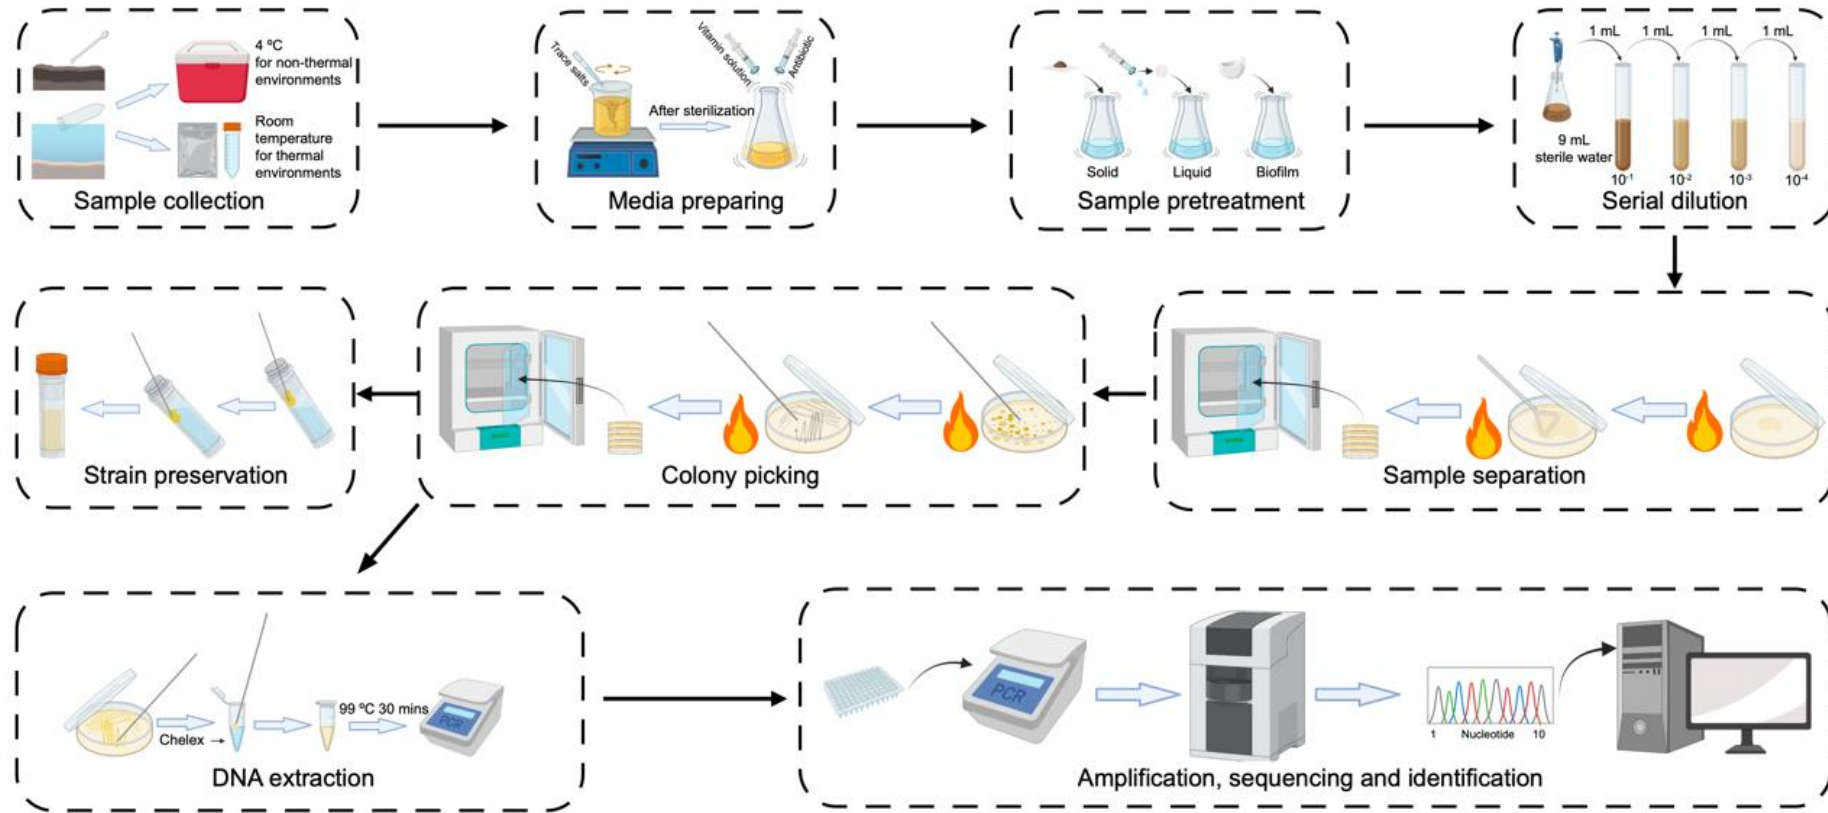 4 ºC
for non-thermal
environments
Room
temperature
for thermal
environments
Sample collection
Trace salts
After sterilization
Vitamin solution
Antibiotic
Media preparing
Solid
Liquid
Biofilm
Sample pretreatment
1 mL
1 mL
1 mL
1 mL
9 mL
sterile water
10⁻¹
10⁻²
10⁻³
10⁻⁴
Serial dilution
Strain preservation
Colony picking
Sample separation
Chelex
99 ºC 30 mins
PCR
DNA extraction
PCR
1
Nucleotide
10
Amplification, sequencing and identification